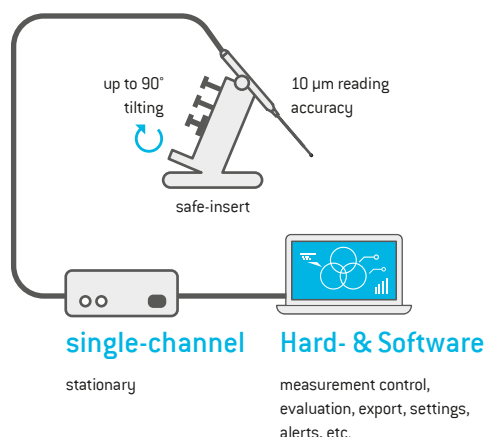 up to 90°
tilting
10 µm reading
accuracy
safe-insert
single-channel
stationary
Hard- & Software
measurement control,
evaluation, export, settings,
alerts, etc.